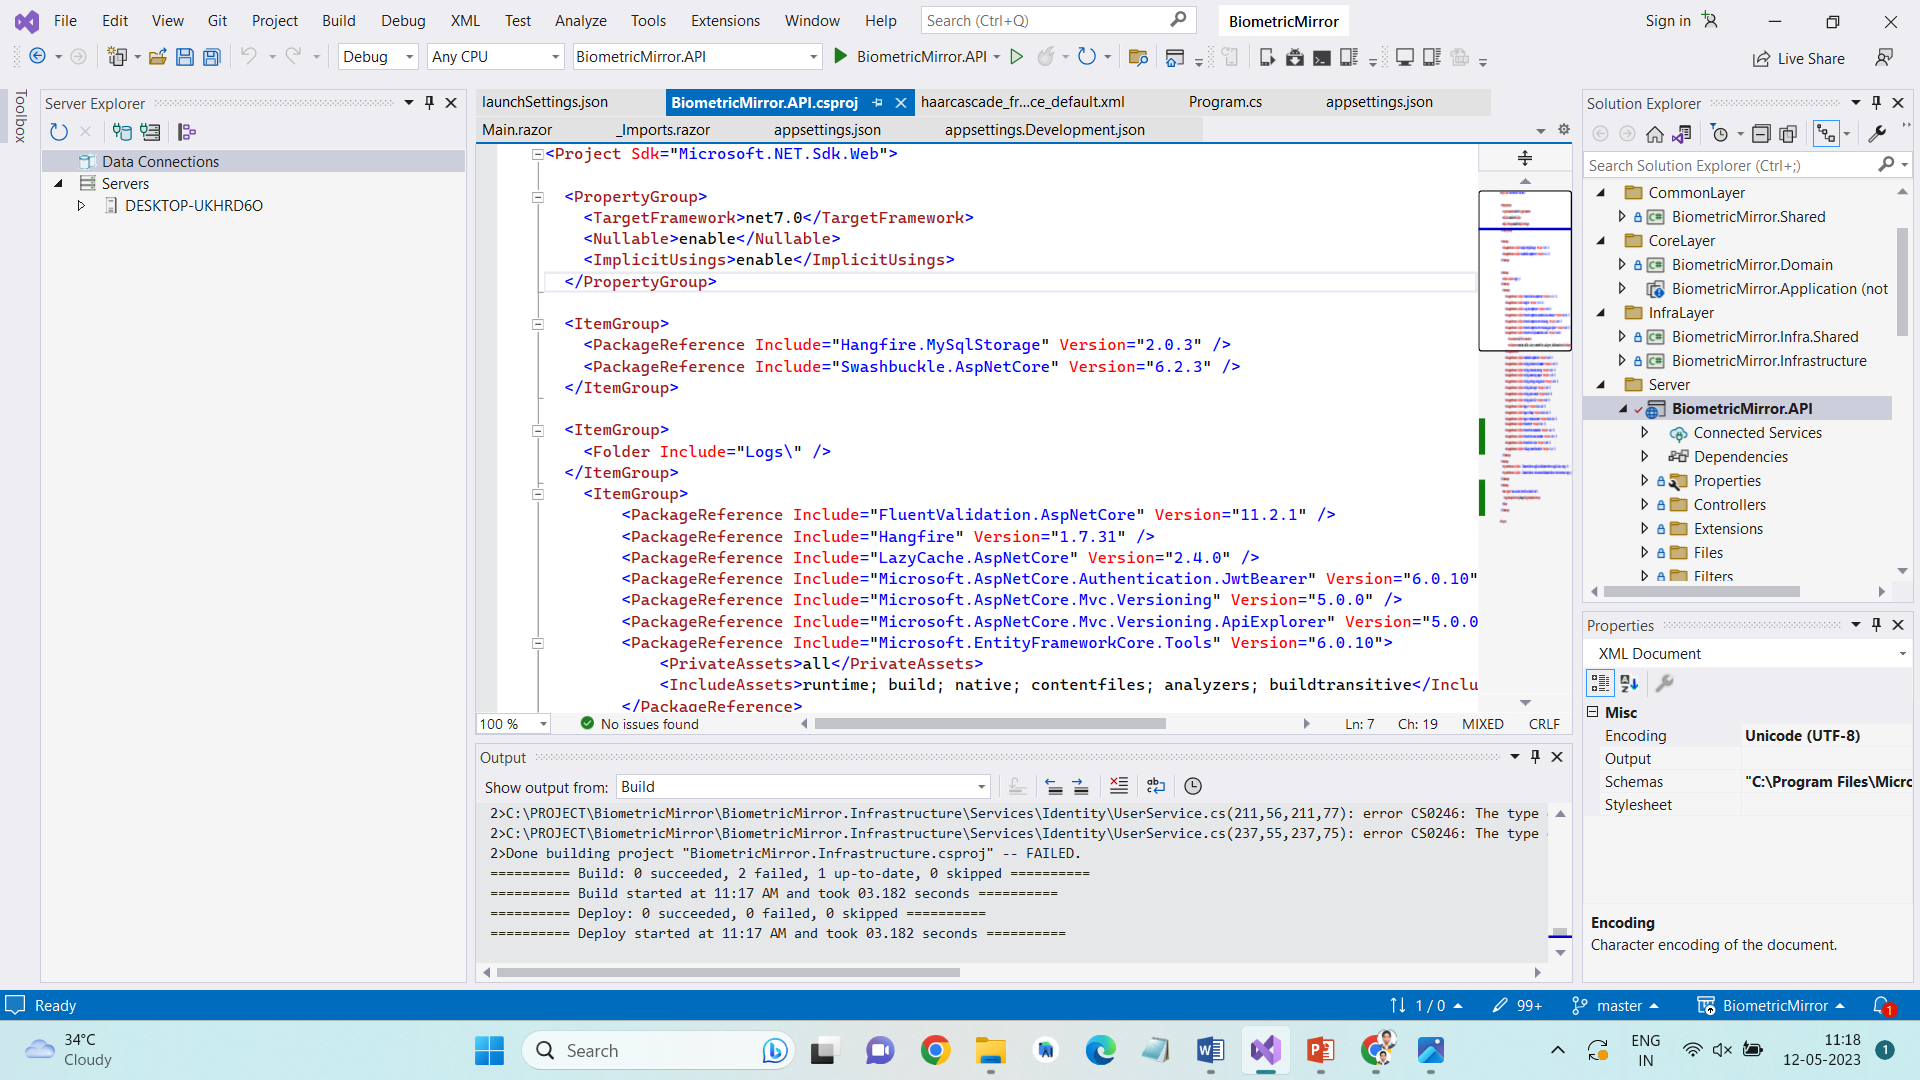 File Edit View Git Project Build Debug XML Test Analyze Tools Extensions Window Help Search (Ctrl+Q) BiometricMirror Sign in
Debug Any CPU BiometricMirror.API BiometricMirror.API Live Share
Toolbox
Server Explorer
Data Connections
Servers
DESKTOP-UKHRD6O
launchSettings.json BiometricMirror.API.csproj haarcascade_fr...ce_default.xml Program.cs appsettings.json
Main.razor _Imports.razor appsettings.json appsettings.Development.json
<Project Sdk="Microsoft.NET.Sdk.Web">
<PropertyGroup>
<TargetFramework>net7.0</TargetFramework>
<Nullable>enable</Nullable>
<ImplicitUsings>enable</ImplicitUsings>
</PropertyGroup>
<ItemGroup>
<PackageReference Include="Hangfire.MySqlStorage" Version="2.0.3" />
<PackageReference Include="Swashbuckle.AspNetCore" Version="6.2.3" />
</ItemGroup>
<ItemGroup>
<Folder Include="Logs\" />
</ItemGroup>
<ItemGroup>
<PackageReference Include="FluentValidation.AspNetCore" Version="11.2.1" />
<PackageReference Include="Hangfire" Version="1.7.31" />
<PackageReference Include="LazyCache.AspNetCore" Version="2.4.0" />
<PackageReference Include="Microsoft.AspNetCore.Authentication.JwtBearer" Version="6.0.10"
<PackageReference Include="Microsoft.AspNetCore.Mvc.Versioning" Version="5.0.0" />
<PackageReference Include="Microsoft.AspNetCore.Mvc.Versioning.ApiExplorer" Version="5.0.0
<PackageReference Include="Microsoft.EntityFrameworkCore.Tools" Version="6.0.10">
<PrivateAssets>all</PrivateAssets>
<IncludeAssets>runtime; build; native; contentfiles; analyzers; buildtransitive</Inclu
</PackageReference>
100 % No issues found Ln: 7 Ch: 19 MIXED CRLF
Output
Show output from: Build
2>C:\PROJECT\BiometricMirror\BiometricMirror.Infrastructure\Services\Identity\UserService.cs(211,56,211,77): error CS0246: The type
2>C:\PROJECT\BiometricMirror\BiometricMirror.Infrastructure\Services\Identity\UserService.cs(237,55,237,75): error CS0246: The type
2>Done building project "BiometricMirror.Infrastructure.csproj" -- FAILED.
========== Build: 0 succeeded, 2 failed, 1 up-to-date, 0 skipped ==========
========== Build started at 11:17 AM and took 03.182 seconds ==========
========== Deploy: 0 succeeded, 0 failed, 0 skipped ==========
========== Deploy started at 11:17 AM and took 03.182 seconds ==========
Solution Explorer
Search Solution Explorer (Ctrl+;)
CommonLayer
BiometricMirror.Shared
CoreLayer
BiometricMirror.Domain
BiometricMirror.Application (not
InfraLayer
BiometricMirror.Infra.Shared
BiometricMirror.Infrastructure
Server
BiometricMirror.API
Connected Services
Dependencies
Properties
Controllers
Extensions
Files
Filters
Properties
XML Document
Misc
Encoding Unicode (UTF-8)
Output
Schemas "C:\Program Files\Micro
Stylesheet
Encoding
Character encoding of the document.
Ready 1 / 0 99+ master BiometricMirror 1
34°C
Cloudy
Search
ENG
IN
11:18
12-05-2023
1